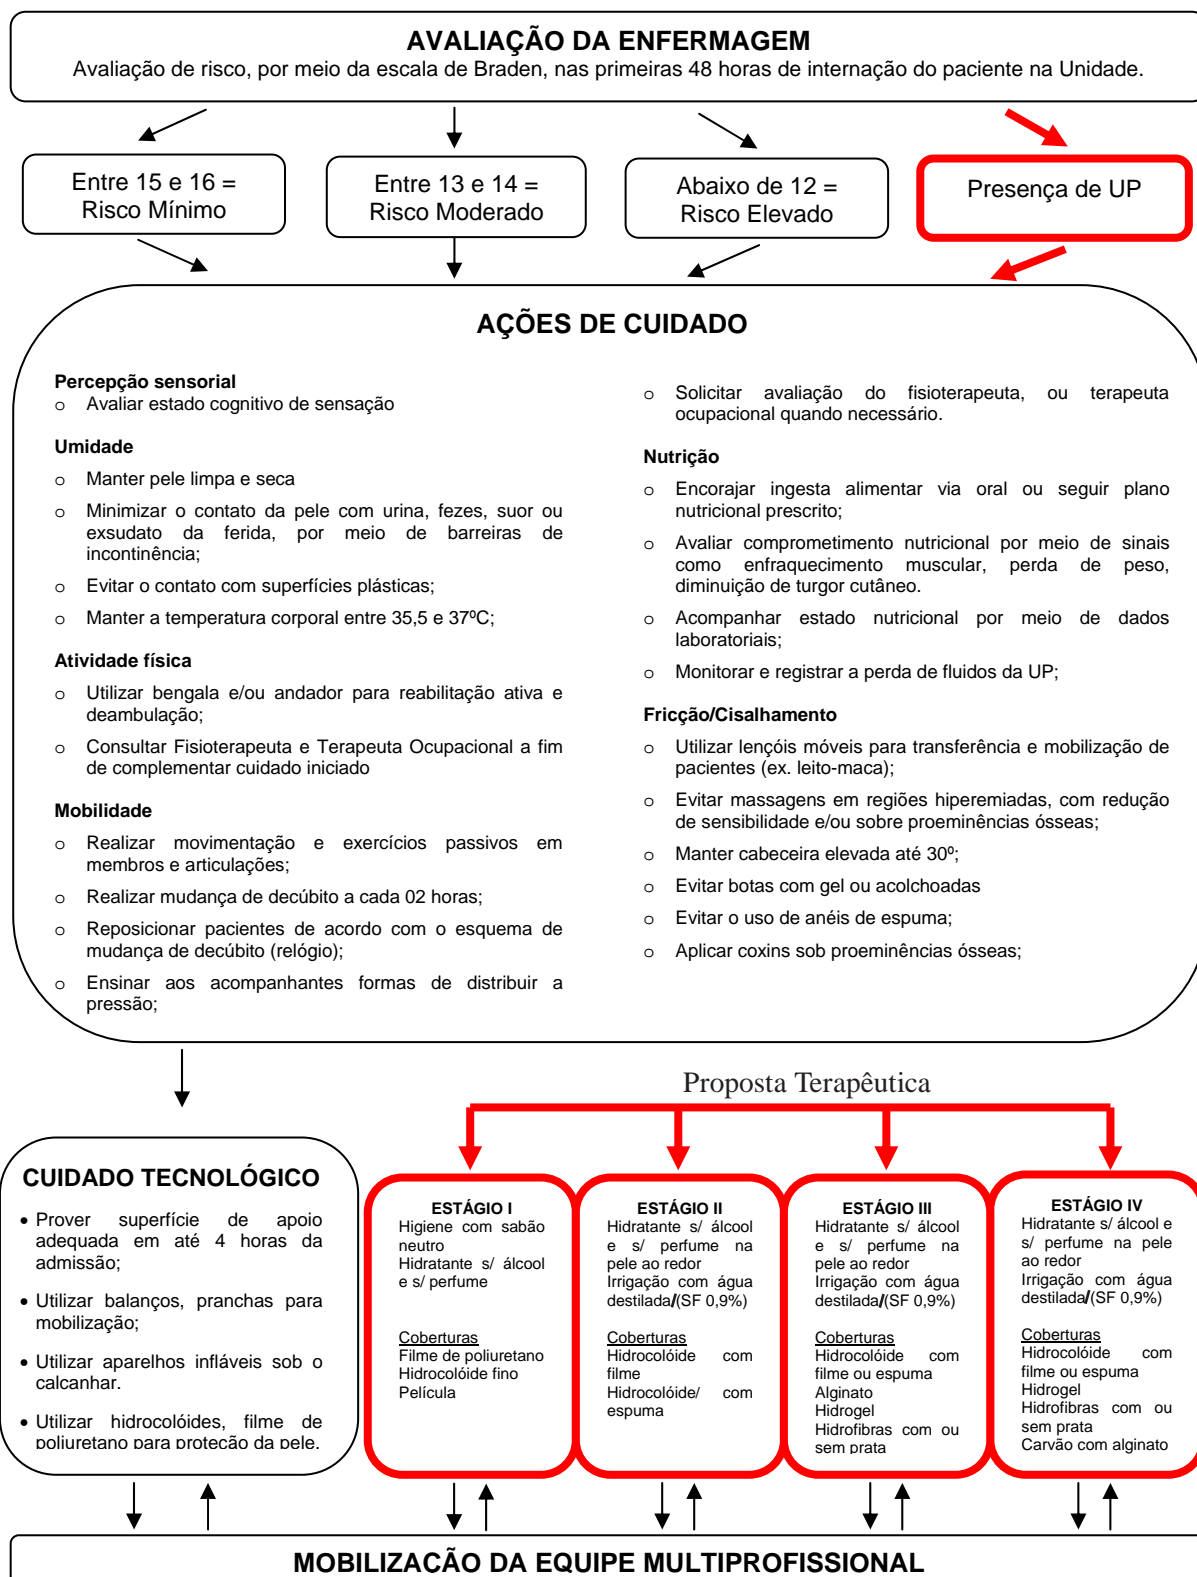 AVALIAÇÃO DA ENFERMAGEM
Avaliação de risco, por meio da escala de Braden, nas primeiras 48 horas de internação do paciente na Unidade.
Entre 15 e 16 =
Risco Mínimo
Entre 13 e 14 =
Risco Moderado
Abaixo de 12 =
Risco Elevado
Presença de UP
AÇÕES DE CUIDADO
Percepção sensorial
o Avaliar estado cognitivo de sensação
Umidade
o Manter pele limpa e seca
o Minimizar o contato da pele com urina, fezes, suor ou
exsudato da ferida, por meio de barreiras de
incontinência;
o Evitar o contato com superfícies plásticas;
o Manter a temperatura corporal entre 35,5 e 37ºC;
Atividade física
o Utilizar bengala e/ou andador para reabilitação ativa e
deambulação;
o Consultar Fisioterapeuta e Terapeuta Ocupacional a fim
de complementar cuidado iniciado
Mobilidade
o Realizar movimentação e exercícios passivos em
membros e articulações;
o Realizar mudança de decúbito a cada 02 horas;
o Reposicionar pacientes de acordo com o esquema de
mudança de decúbito (relógio);
o Ensinar aos acompanhantes formas de distribuir a
pressão;
o Solicitar avaliação do fisioterapeuta, ou terapeuta
ocupacional quando necessário.
Nutrição
o Encorajar ingesta alimentar via oral ou seguir plano
nutricional prescrito;
o Avaliar comprometimento nutricional por meio de sinais
como enfraquecimento muscular, perda de peso,
diminuição de turgor cutâneo.
o Acompanhar estado nutricional por meio de dados
laboratoriais;
o Monitorar e registrar a perda de fluidos da UP;
Fricção/Cisalhamento
o Utilizar lençóis móveis para transferência e mobilização de
pacientes (ex. leito-maca);
o Evitar massagens em regiões hiperemiadas, com redução
de sensibilidade e/ou sobre proeminências ósseas;
o Manter cabeceira elevada até 30º;
o Evitar botas com gel ou acolchoadas
o Evitar o uso de anéis de espuma;
o Aplicar coxins sob proeminências ósseas;
Proposta Terapêutica
CUIDADO TECNOLÓGICO
• Prover superfície de apoio
adequada em até 4 horas da
admissão;
• Utilizar balanços, pranchas para
mobilização;
• Utilizar aparelhos infláveis sob o
calcanhar.
• Utilizar hidrocolóides, filme de
poliuretano para proteção da pele.
ESTÁGIO I
Higiene com sabão
neutro
Hidratante s/ álcool
e s/ perfume
Coberturas
Filme de poliuretano
Hidrocolóide fino
Película
ESTÁGIO II
Hidratante s/ álcool
e s/ perfume na
pele ao redor
Irrigação com água
destilada/(SF 0,9%)
Coberturas
Hidrocolóide com
filme
Hidrocolóide/ com
espuma
ESTÁGIO III
Hidratante s/ álcool
e s/ perfume na
pele ao redor
Irrigação com água
destilada/(SF 0,9%)
Coberturas
Hidrocolóide com
filme ou espuma
Alginato
Hidrogel
Hidrofibras com ou
sem prata
ESTÁGIO IV
Hidratante s/ álcool e
s/ perfume na pele
ao redor
Irrigação com água
destilada/(SF 0,9%)
Coberturas
Hidrocolóide com
filme ou espuma
Hidrogel
Hidrofibras com ou
sem prata
Carvão com alginato
MOBILIZAÇÃO DA EQUIPE MULTIPROFISSIONAL